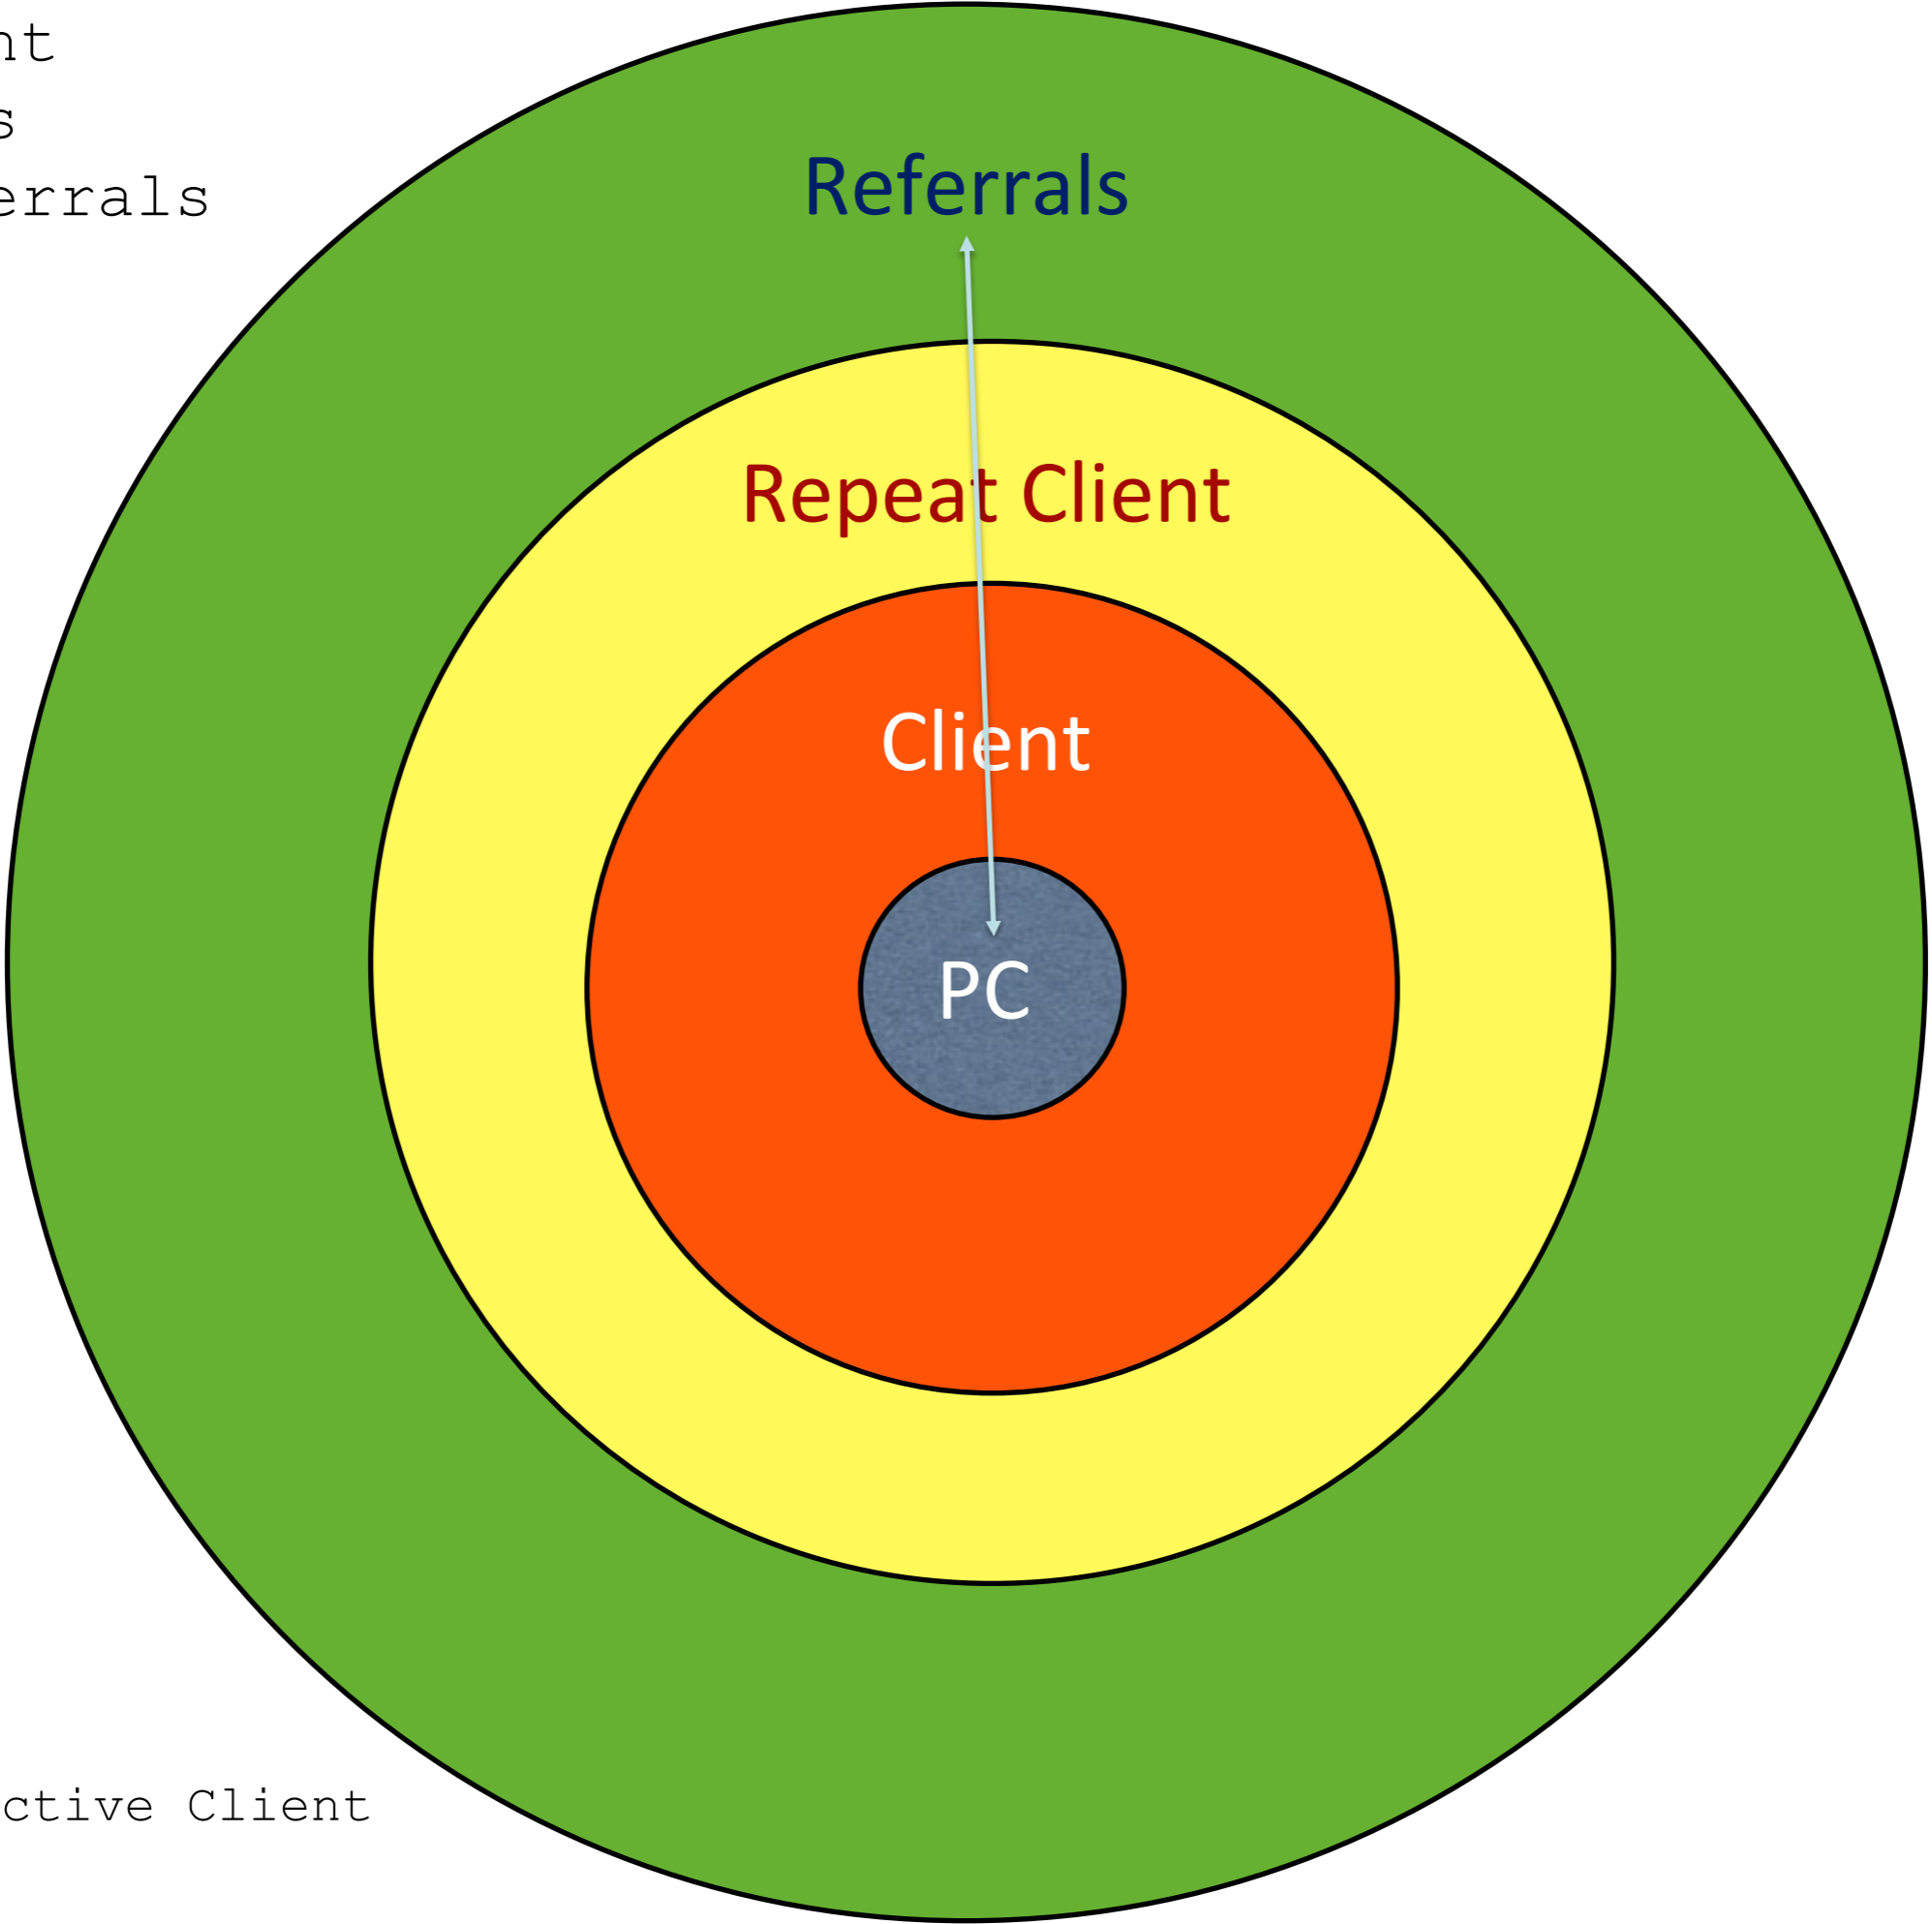 nt
s
errals
Referrals
Repeat Client
Client
PC
ctive Client